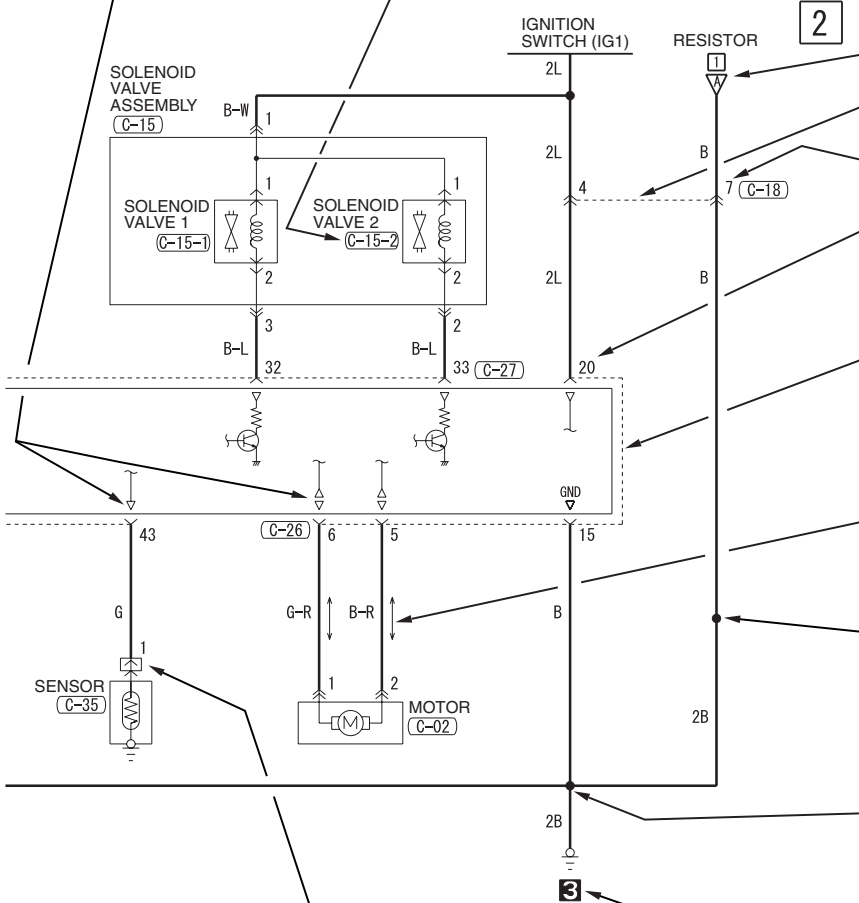 2
IGNITION
SWITCH (IG1)
RESISTOR
1
A
2L
SOLENOID
VALVE
ASSEMBLY
C-15
B-W
1
2L
B
4
7
C-18
1
1
SOLENOID
VALVE 1
C-15-1
SOLENOID
VALVE 2
C-15-2
2
2
2L
B
3
2
B-L
B-L
32
33
C-27
20
GND
43
C-26
6
5
15
G
G-R
B-R
B
1
1
2
SENSOR
C-35
M
MOTOR
C-02
2B
2B
3